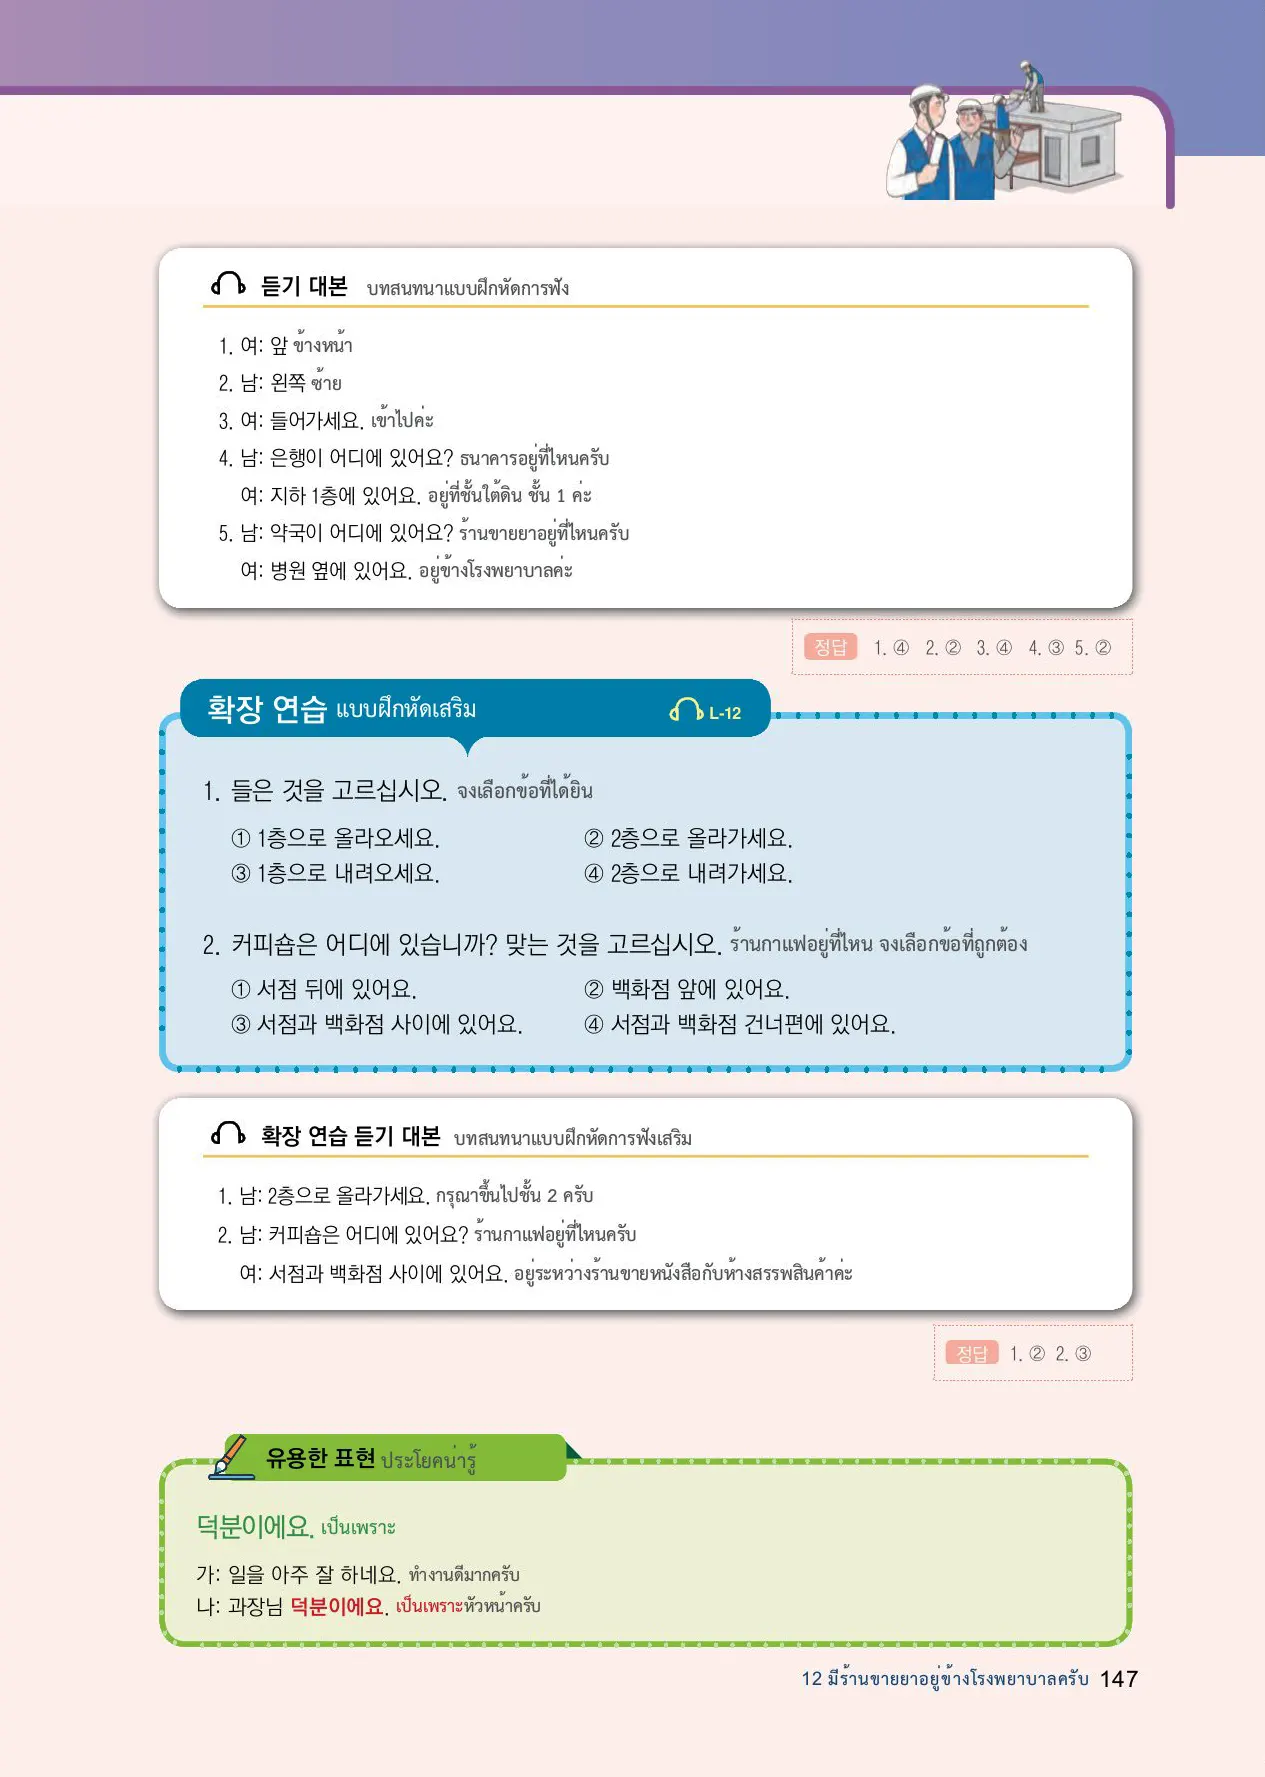 듣기 대본 บทสนทนาแบบฝึกหัดการฟัง
1. 여: 앞 ข้างหน้า
2. 남: 왼쪽 ซ้าย
3. 여: 들어가세요. เข้าไปค่ะ
4. 남: 은행이 어디에 있어요? ธนาคารอยู่ที่ไหนครับ
여: 지하 1층에 있어요. อยู่ที่ชั้นใต้ดิน ชั้น 1 ค่ะ
5. 남: 약국이 어디에 있어요? ร้านขายยาอยู่ที่ไหนครับ
여: 병원 옆에 있어요. อยู่ข้างโรงพยาบาลค่ะ
정답 1. ④ 2. ② 3. ④ 4. ③ 5. ②
확장 연습 แบบฝึกหัดเสริม L-12
1. 들은 것을 고르십시오. จงเลือกข้อที่ได้ยิน
① 1층으로 올라오세요. ② 2층으로 올라가세요.
③ 1층으로 내려오세요. ④ 2층으로 내려가세요.
2. 커피숍은 어디에 있습니까? 맞는 것을 고르십시오. ร้านกาแฟอยู่ที่ไหน จงเลือกข้อที่ถูกต้อง
① 서점 뒤에 있어요. ② 백화점 앞에 있어요.
③ 서점과 백화점 사이에 있어요. ④ 서점과 백화점 건너편에 있어요.
확장 연습 듣기 대본 บทสนทนาแบบฝึกหัดการฟังเสริม
1. 남: 2층으로 올라가세요. กรุณาขึ้นไปชั้น 2 ครับ
2. 남: 커피숍은 어디에 있어요? ร้านกาแฟอยู่ที่ไหนครับ
여: 서점과 백화점 사이에 있어요. อยู่ระหว่างร้านขายหนังสือกับห้างสรรพสินค้าค่ะ
정답 1. ② 2. ③
유용한 표현 ประโยคน่ารู้
덕분이에요. เป็นเพราะ
가: 일을 아주 잘 하네요. ทำงานดีมากครับ
나: 과장님 덕분이에요. เป็นเพราะหัวหน้าครับ
12 มีร้านขายยาอยู่ข้างโรงพยาบาลครับ 147